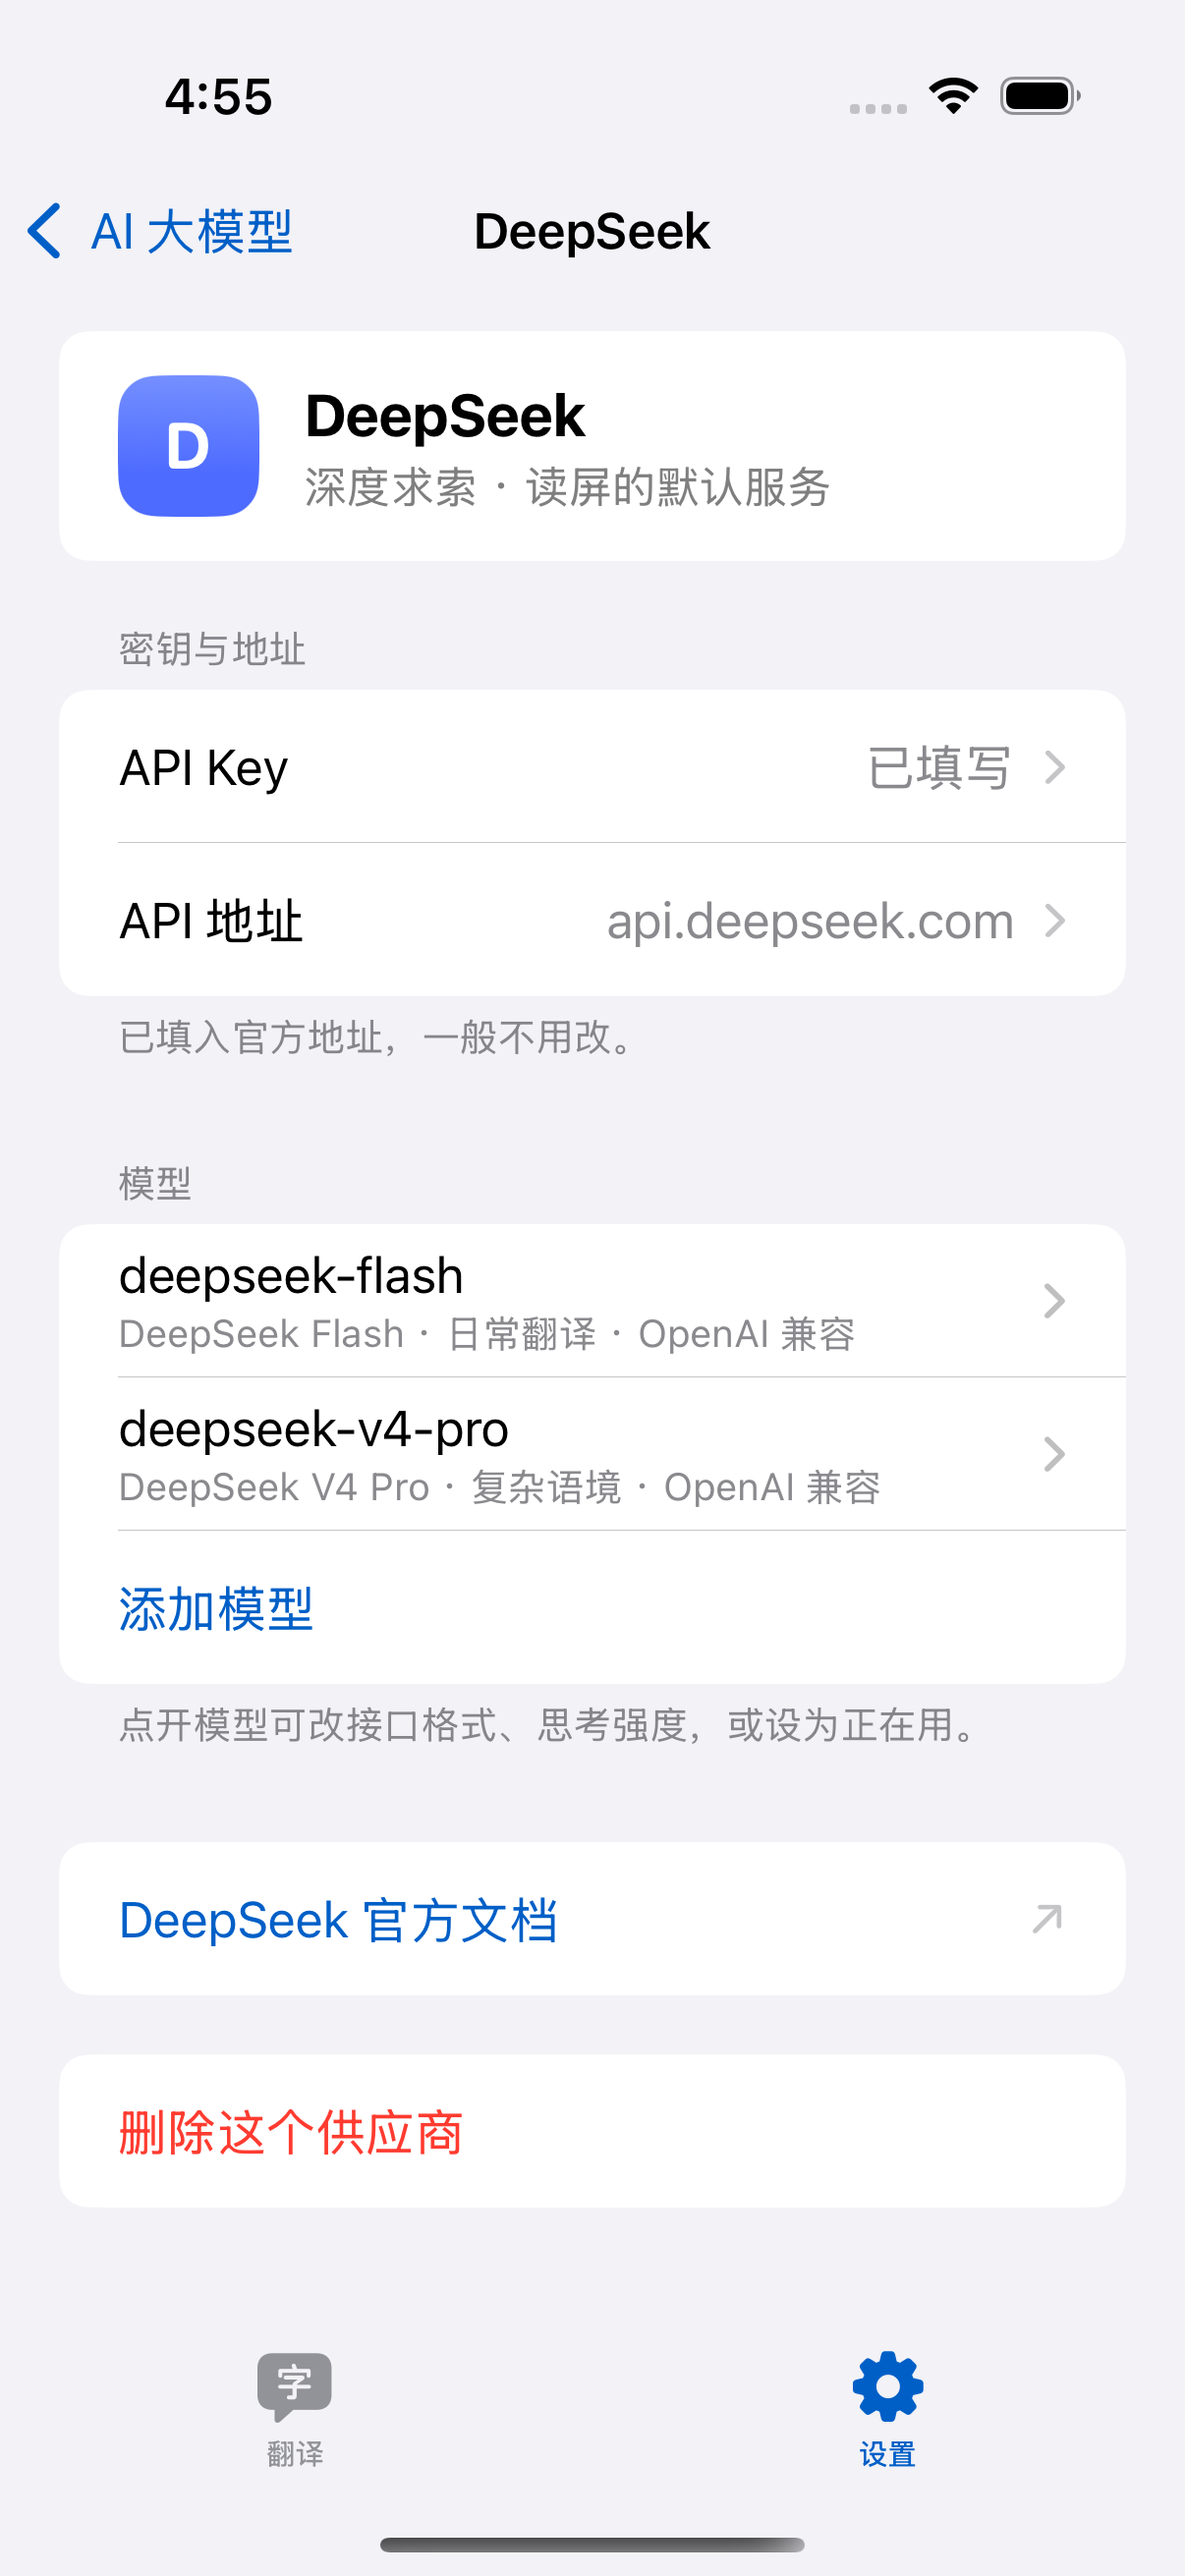 4:55
AI 大模型
DeepSeek
D
DeepSeek
深度求索 · 读屏的默认服务
密钥与地址
API Key
已填写
API 地址
api.deepseek.com
已填入官方地址，一般不用改。
模型
deepseek-flash
DeepSeek Flash · 日常翻译 · OpenAI 兼容
deepseek-v4-pro
DeepSeek V4 Pro · 复杂语境 · OpenAI 兼容
添加模型
点开模型可改接口格式、思考强度，或设为正在用。
DeepSeek 官方文档
删除这个供应商
字
翻译
设置